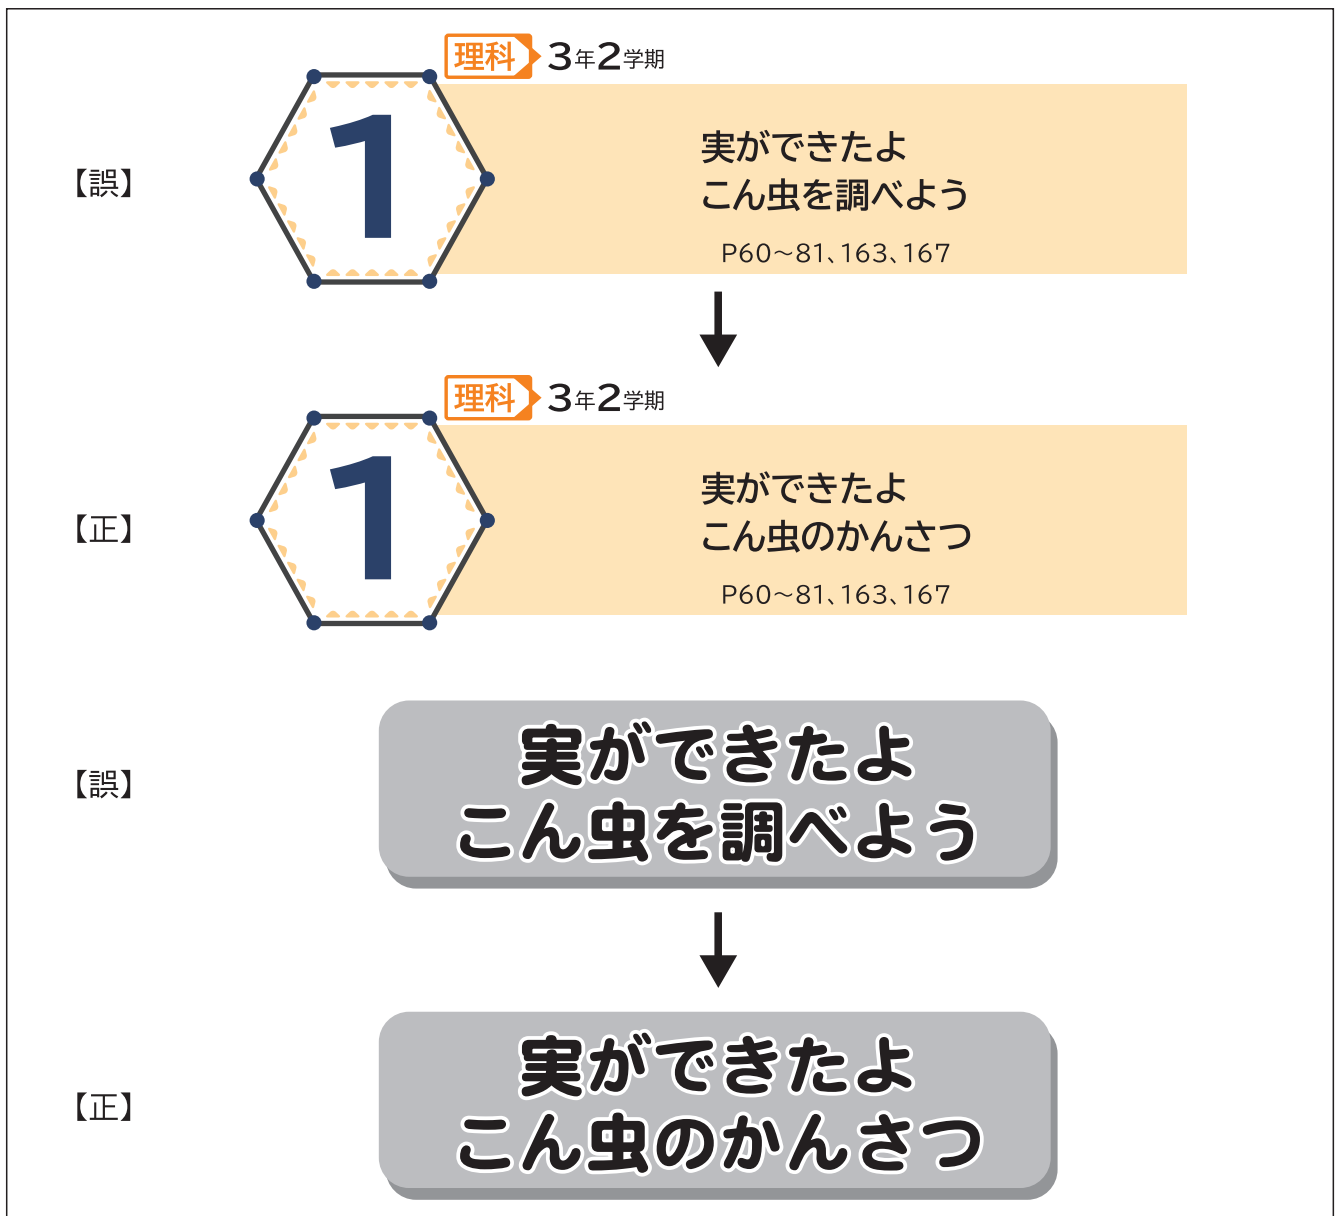 理科 3年2学期
【誤】
1
実ができたよ
こん虫を調べよう
P60～81、163、167
理科 3年2学期
【正】
1
実ができたよ
こん虫のかんさつ
P60～81、163、167
【誤】
実ができたよ
こん虫を調べよう
【正】
実ができたよ
こん虫のかんさつ